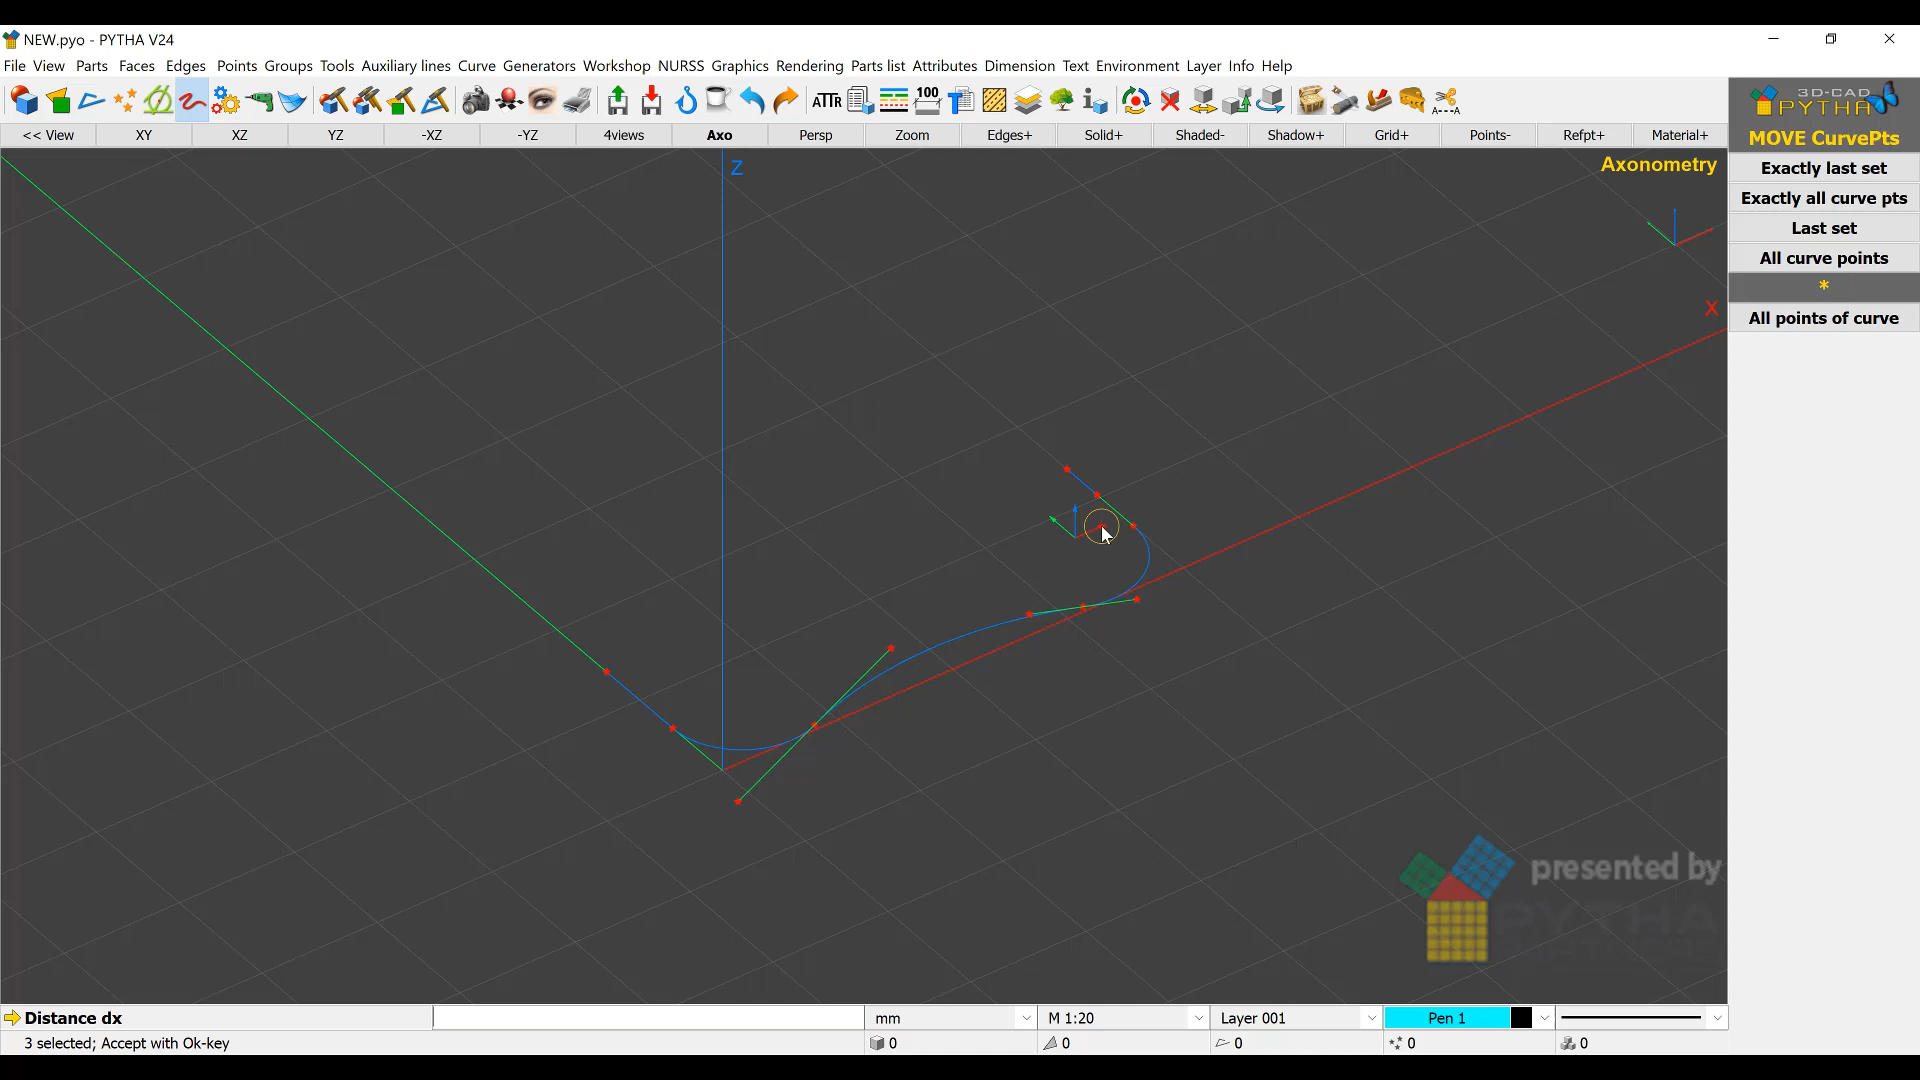 NEW.pyo - PYTHA V24
File View Parts Faces Edges Points Groups Tools Auxiliary lines Curve Generators Workshop NURSS Graphics Rendering Parts list Attributes Dimension Text Environment Layer Info Help
ATTR 100 A---A
<< View XY XZ YZ -XZ -YZ 4views Axo Persp Zoom Edges+ Solid+ Shaded- Shadow+ Grid+ Points- Refpt+ Material+
3D-CAD
PYTHA
MOVE CurvePts
Exactly last set
Exactly all curve pts
Last set
All curve points
*
All points of curve
Axonometry
Z
X
presented by
PYTHA
Distance dx mm M 1:20 Layer 001 Pen 1
3 selected; Accept with Ok-key 0 0 0 0 0